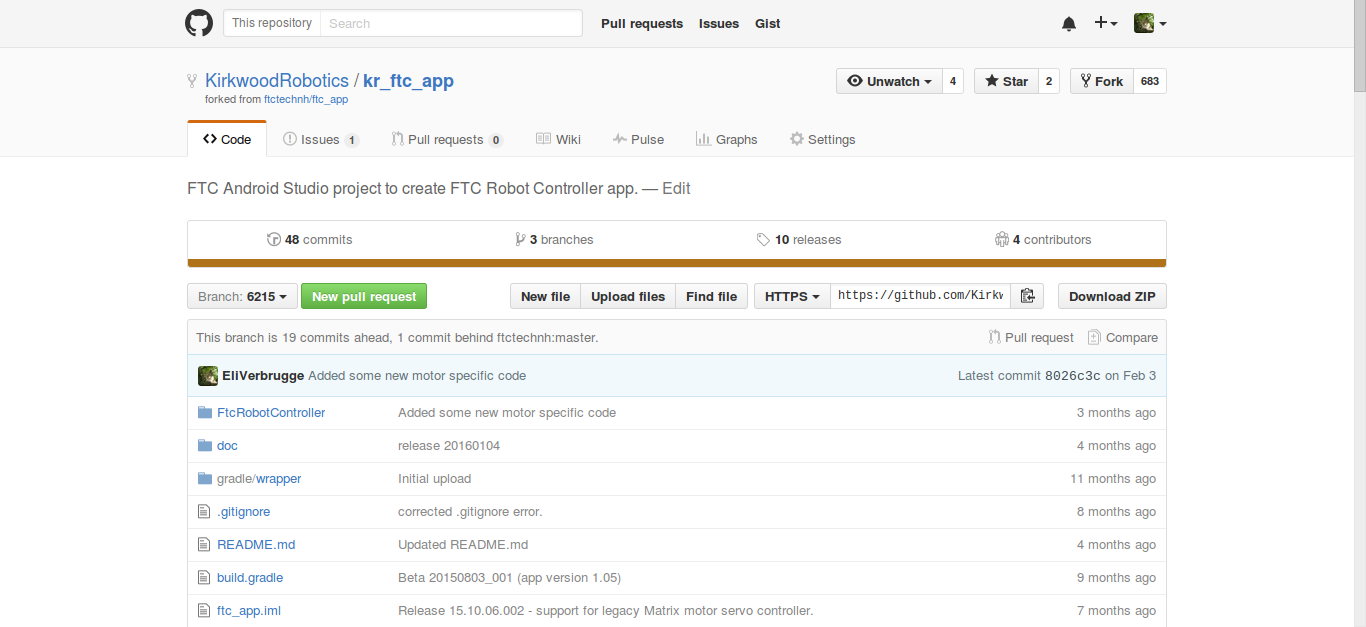 This repository Search Pull requests Issues Gist
KirkwoodRobotics / kr_ftc_app Unwatch 4 Star 2 Fork 683
forked from ftctechnh/ftc_app
Code Issues 1 Pull requests 0 Wiki Pulse Graphs Settings
FTC Android Studio project to create FTC Robot Controller app. — Edit
48 commits 3 branches 10 releases 4 contributors
Branch: 6215 New pull request New file Upload files Find file HTTPS https://github.com/Kirkw Download ZIP
This branch is 19 commits ahead, 1 commit behind ftctechnh:master. Pull request Compare
EliVerbrugge Added some new motor specific code Latest commit 8026c3c on Feb 3
FtcRobotController Added some new motor specific code 3 months ago
doc release 20160104 4 months ago
gradle/wrapper Initial upload 11 months ago
.gitignore corrected .gitignore error. 8 months ago
README.md Updated README.md 4 months ago
build.gradle Beta 20150803_001 (app version 1.05) 9 months ago
ftc_app.iml Release 15.10.06.002 - support for legacy Matrix motor servo controller. 7 months ago